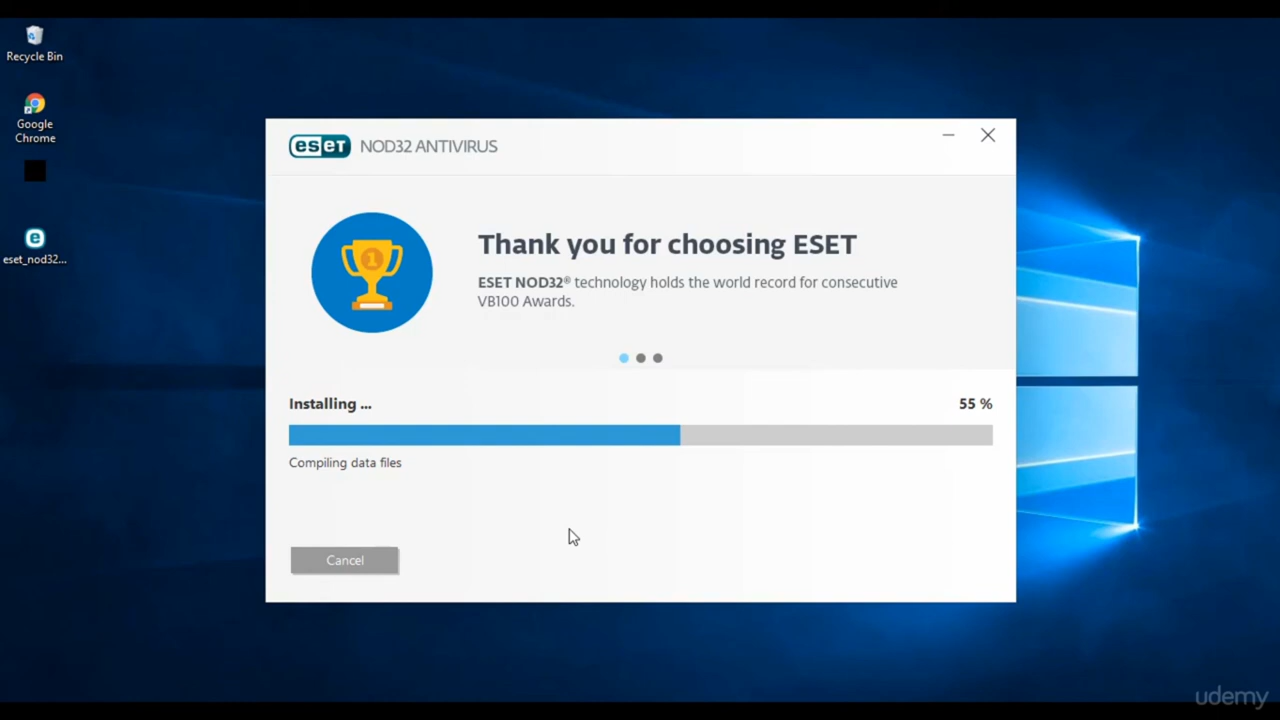 Recycle Bin
Google
Chrome
eset_nod32...
eset NOD32 ANTIVIRUS
1
Thank you for choosing ESET
ESET NOD32® technology holds the world record for consecutive
VB100 Awards.
Installing ...
55 %
Compiling data files
Cancel
udemy